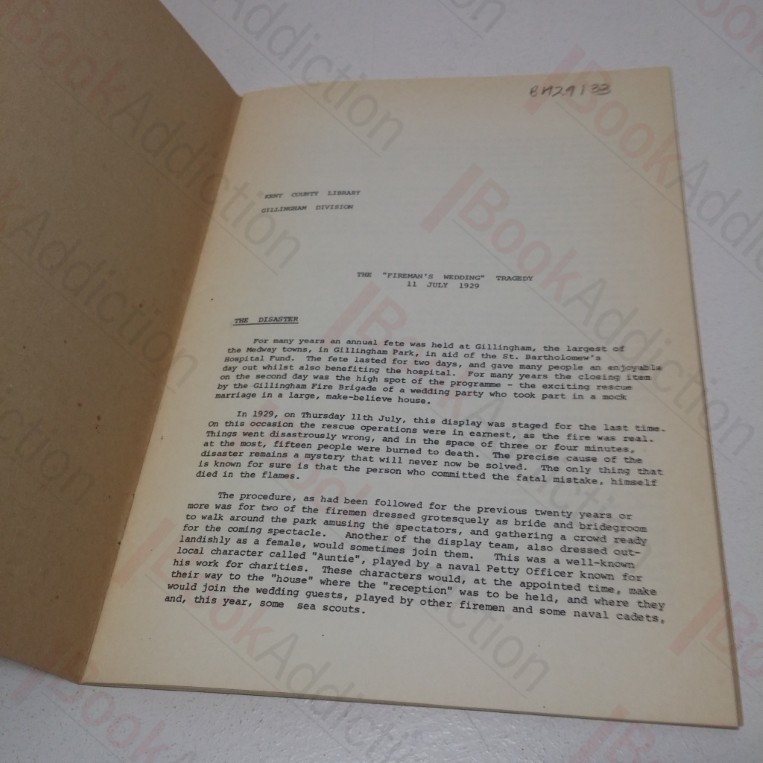 BH24133
KENT COUNTY LIBRARY
GILLINGHAM DIVISION
THE "FIREMAN'S WEDDING" TRAGEDY
11 JULY 1929
THE DISASTER
For many years an annual fete was held at Gillingham, the largest of
the Medway towns, in Gillingham Park, in aid of the St. Bartholomew's
Hospital Fund. The fete lasted for two days, and gave many people an enjoyable
day out whilst also benefiting the hospital. For many years the closing item
on the second day was the high spot of the programme - the exciting rescue
by the Gillingham Fire Brigade of a wedding party who took part in a mock
marriage in a large, make-believe house.
In 1929, on Thursday 11th July, this display was staged for the last time.
On this occasion the rescue operations were in earnest, as the fire was real.
Things went disastrously wrong, and in the space of three or four minutes,
at the most, fifteen people were burned to death. The precise cause of the
disaster remains a mystery that will never now be solved. The only thing that
is known for sure is that the person who committed the fatal mistake, himself
died in the flames.
The procedure, as had been followed for the previous twenty years or
more was for two of the firemen dressed grotesquely as bride and bridegroom
to walk around the park amusing the spectators, and gathering a crowd ready
for the coming spectacle. Another of the display team, also dressed out-
landishly as a female, would sometimes join them. This was a well-known
local character called "Auntie", played by a naval Petty Officer known for
his work for charities. These characters would, at the appointed time, make
their way to the "house" where the "reception" was to be held, and where they
would join the wedding guests, played by other firemen and some naval cadets,
and, this year, some sea scouts.
BookAddiction